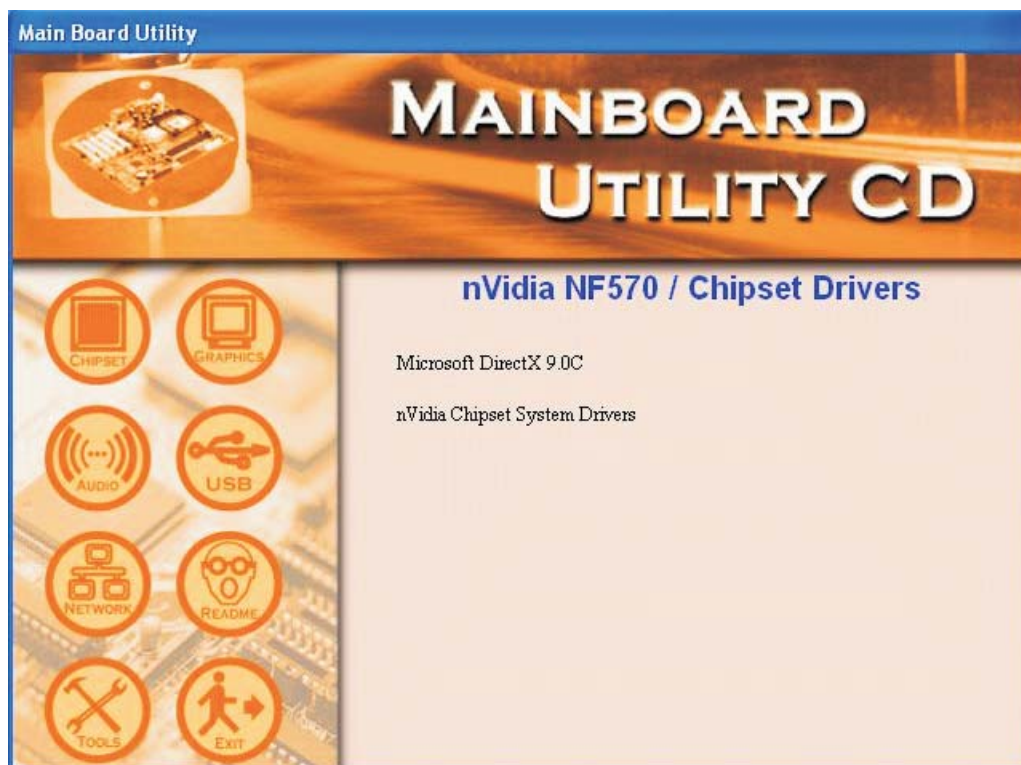 Main Board Utility
MAINBOARD
UTILITY CD
nVidia NF570 / Chipset Drivers
Microsoft DirectX 9.0C
nVidia Chipset System Drivers
CHIPSET
GRAPHICS
AUDIO
USB
NETWORK
README
TOOLS
EXIT